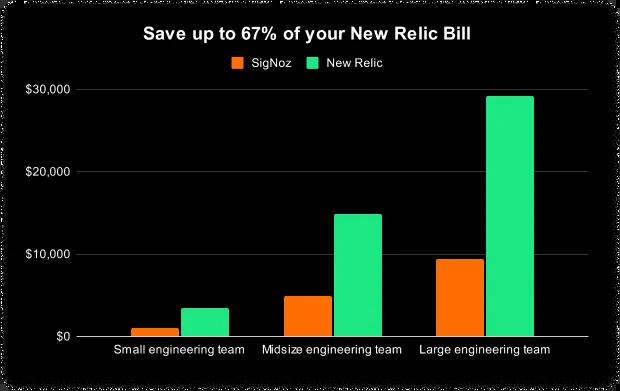 Save up to 67% of your New Relic Bill
SigNoz New Relic
$30,000
$20,000
$10,000
$0
Small engineering team Midsize engineering team Large engineering team